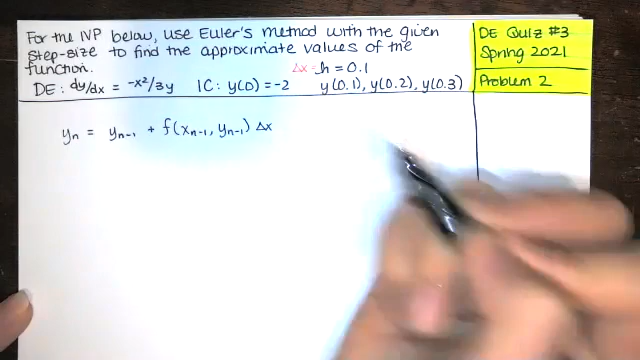 For the IVP below, use Euler's method with the given
step-size to find the approximate values of the
function. Δx = h = 0.1
DE: dy/dx = -x²/3y IC: y(0) = -2 y(0.1), y(0.2), y(0.3)
DE Quiz #3
Spring 2021
Problem 2
yₙ = yₙ₋₁ + f(xₙ₋₁, yₙ₋₁) Δx